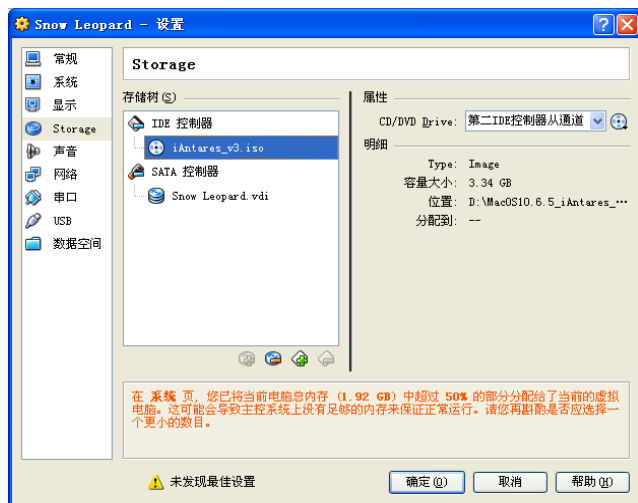 Snow Leopard - 设置
常规
系统
显示
Storage
声音
网络
串口
USB
数据空间
Storage
存储树(S)
IDE 控制器
iAntares_v3.iso
SATA 控制器
Snow Leopard.vdi
属性
CD/DVD Drive: 第二IDE控制器从通道
明细
Type: Image
容量大小: 3.34 GB
位置: D:\MacOS10.6.5_iAntares_...
分配到: --
在 系统 页，您已将当前电脑总内存 (1.92 GB) 中超过 50% 的部分分配给了当前的虚拟
电脑。这可能会导致主控系统上没有足够的内存来保证正常运行。请您再斟酌是否应选择一
个更小的数目。
未发现最佳设置
确定(O)
取消
帮助(H)